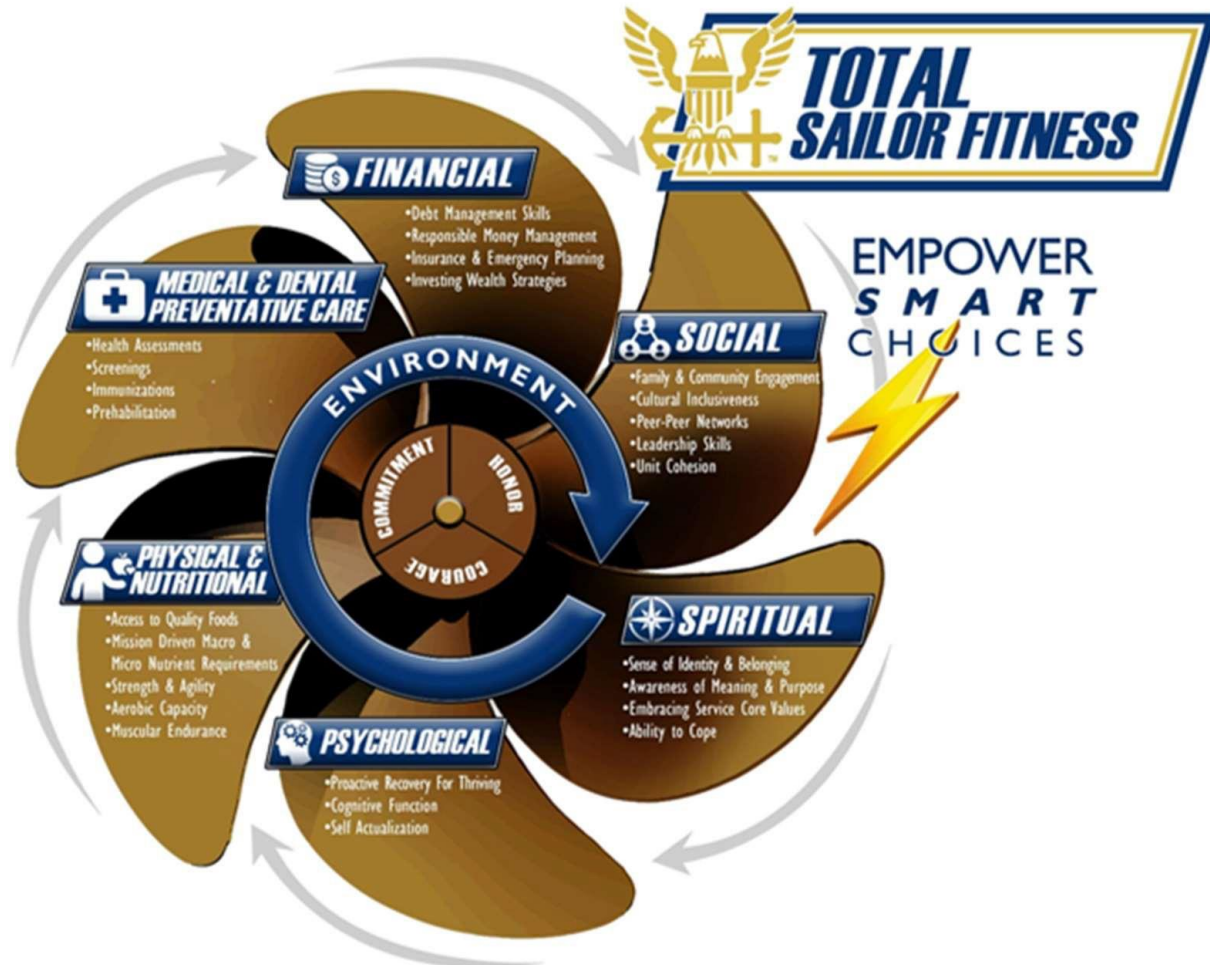 TOTAL
SAILOR FITNESS
EMPOWER
SMART
CHOICES
FINANCIAL
•Debt Management Skills
•Responsible Money Management
•Insurance & Emergency Planning
•Investing Wealth Strategies
SOCIAL
•Family & Community Engagement
•Cultural Inclusiveness
•Peer-Peer Networks
•Leadership Skills
•Unit Cohesion
SPIRITUAL
•Sense of Identity & Belonging
•Awareness of Meaning & Purpose
•Embracing Service Core Values
•Ability to Cope
PSYCHOLOGICAL
•Proactive Recovery For Thriving
•Cognitive Function
•Self Actualization
PHYSICAL &
NUTRITIONAL
•Access to Quality Foods
•Mission Driven Macro &
Micro Nutrient Requirements
•Strength & Agility
•Aerobic Capacity
•Muscular Endurance
MEDICAL & DENTAL
PREVENTATIVE CARE
•Health Assessments
•Screenings
•Immunizations
•Prehabilitation
ENVIRONMENT
COMMITMENT
HONOR
COURAGE
$
TM